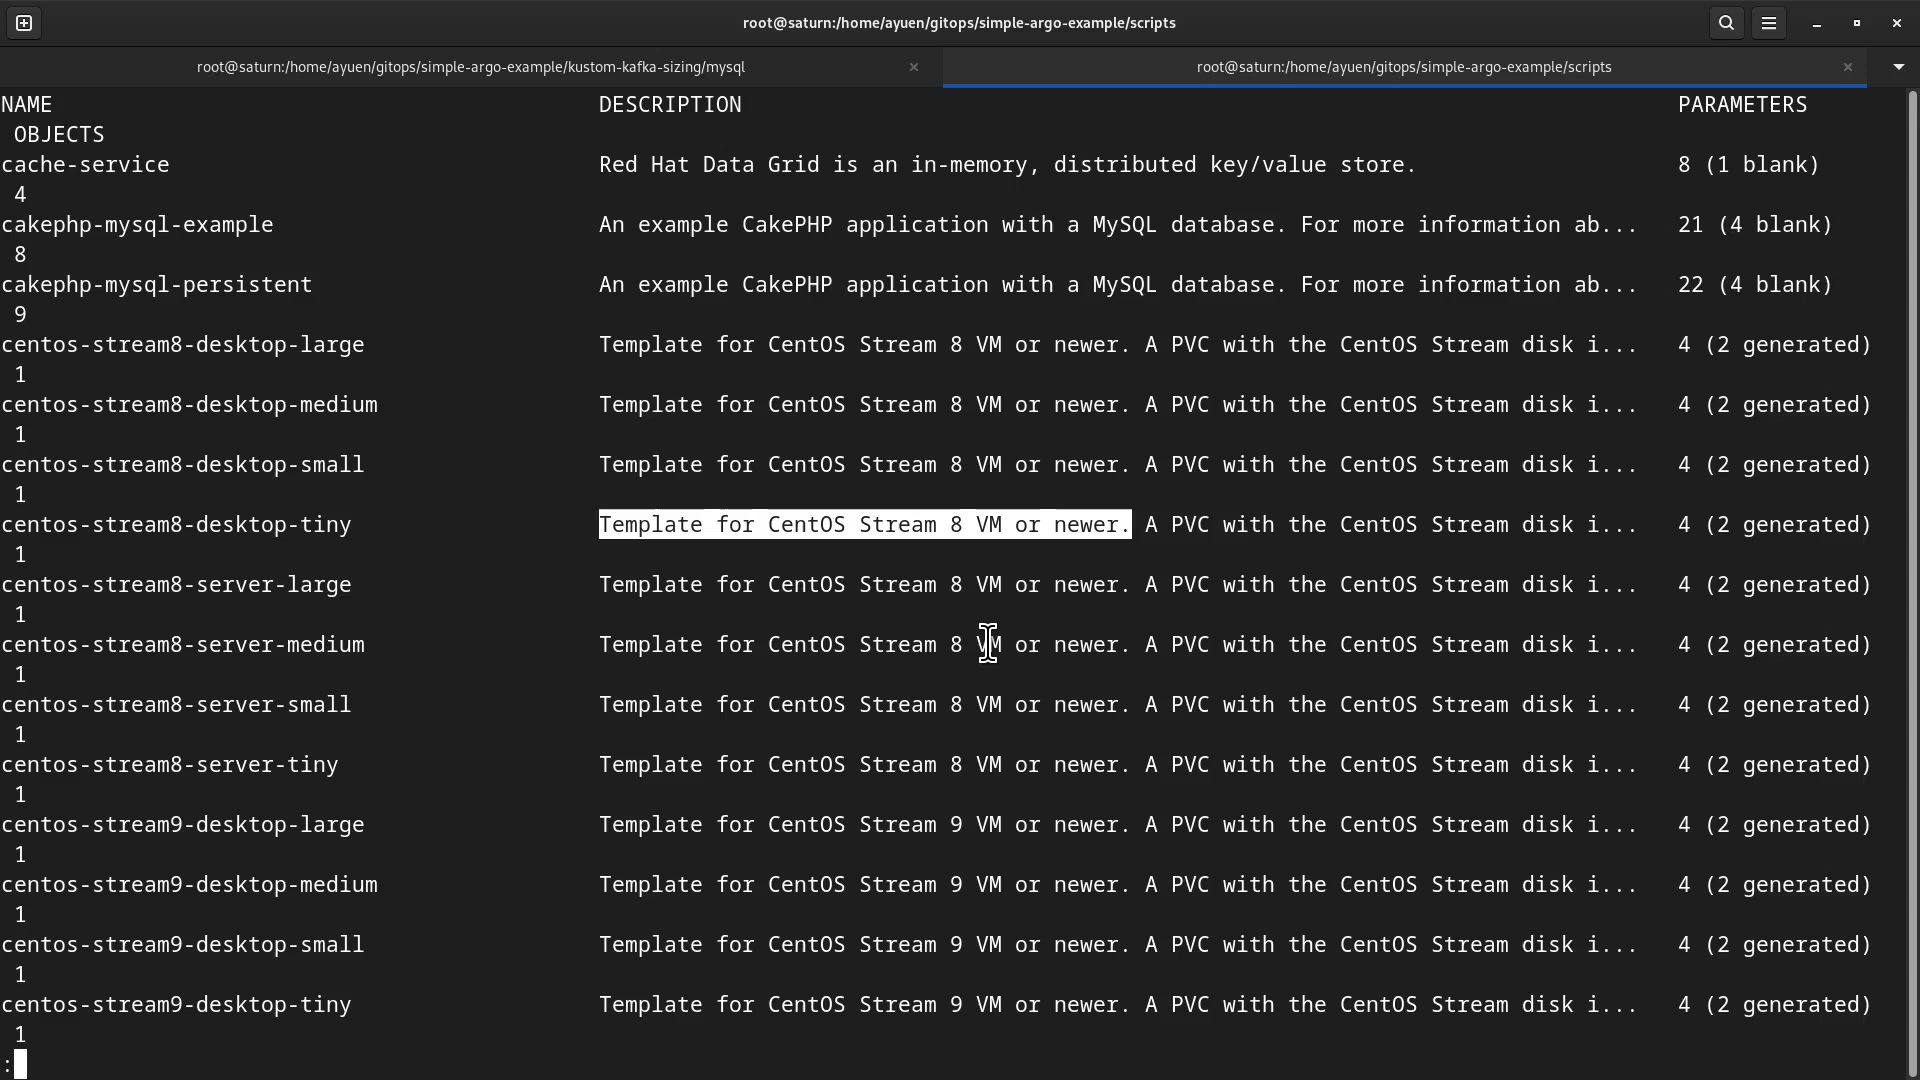 root@saturn:/home/ayuen/gitops/simple-argo-example/scripts
root@saturn:/home/ayuen/gitops/simple-argo-example/kustom-kafka-sizing/mysql
root@saturn:/home/ayuen/gitops/simple-argo-example/scripts
NAME DESCRIPTION PARAMETERS
OBJECTS
cache-service Red Hat Data Grid is an in-memory, distributed key/value store. 8 (1 blank)
4
cakephp-mysql-example An example CakePHP application with a MySQL database. For more information ab... 21 (4 blank)
8
cakephp-mysql-persistent An example CakePHP application with a MySQL database. For more information ab... 22 (4 blank)
9
centos-stream8-desktop-large Template for CentOS Stream 8 VM or newer. A PVC with the CentOS Stream disk i... 4 (2 generated)
1
centos-stream8-desktop-medium Template for CentOS Stream 8 VM or newer. A PVC with the CentOS Stream disk i... 4 (2 generated)
1
centos-stream8-desktop-small Template for CentOS Stream 8 VM or newer. A PVC with the CentOS Stream disk i... 4 (2 generated)
1
centos-stream8-desktop-tiny Template for CentOS Stream 8 VM or newer. A PVC with the CentOS Stream disk i... 4 (2 generated)
1
centos-stream8-server-large Template for CentOS Stream 8 VM or newer. A PVC with the CentOS Stream disk i... 4 (2 generated)
1
centos-stream8-server-medium Template for CentOS Stream 8 VM or newer. A PVC with the CentOS Stream disk i... 4 (2 generated)
1
centos-stream8-server-small Template for CentOS Stream 8 VM or newer. A PVC with the CentOS Stream disk i... 4 (2 generated)
1
centos-stream8-server-tiny Template for CentOS Stream 8 VM or newer. A PVC with the CentOS Stream disk i... 4 (2 generated)
1
centos-stream9-desktop-large Template for CentOS Stream 9 VM or newer. A PVC with the CentOS Stream disk i... 4 (2 generated)
1
centos-stream9-desktop-medium Template for CentOS Stream 9 VM or newer. A PVC with the CentOS Stream disk i... 4 (2 generated)
1
centos-stream9-desktop-small Template for CentOS Stream 9 VM or newer. A PVC with the CentOS Stream disk i... 4 (2 generated)
1
centos-stream9-desktop-tiny Template for CentOS Stream 9 VM or newer. A PVC with the CentOS Stream disk i... 4 (2 generated)
1
: